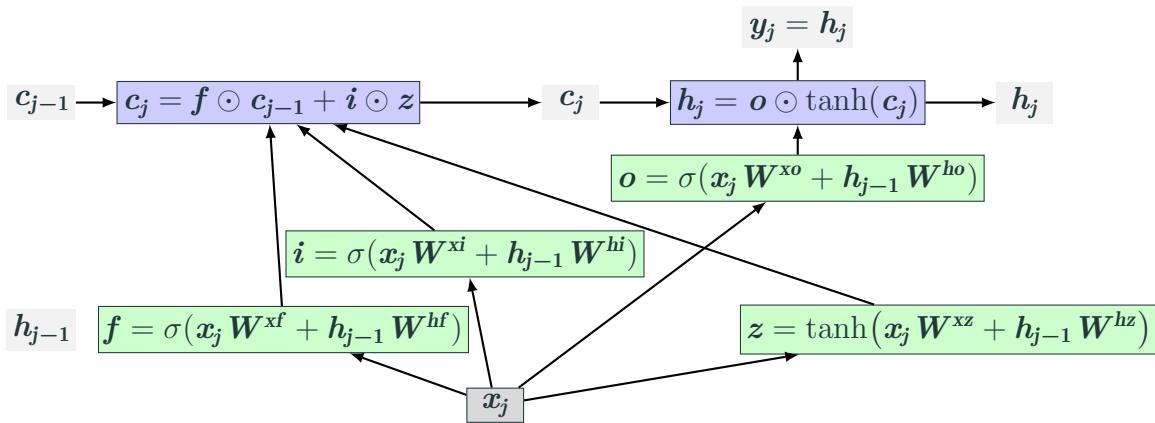 y_j = h_j
c_{j−1}
c_j = f ⊙ c_{j−1} + i ⊙ z
c_j
h_j = o ⊙ tanh(c_j)
h_j
o = σ(x_j W^{xo} + h_{j−1} W^{ho})
i = σ(x_j W^{xi} + h_{j−1} W^{hi})
h_{j−1}
f = σ(x_j W^{xf} + h_{j−1} W^{hf})
z = tanh(x_j W^{xz} + h_{j−1} W^{hz})
x_j